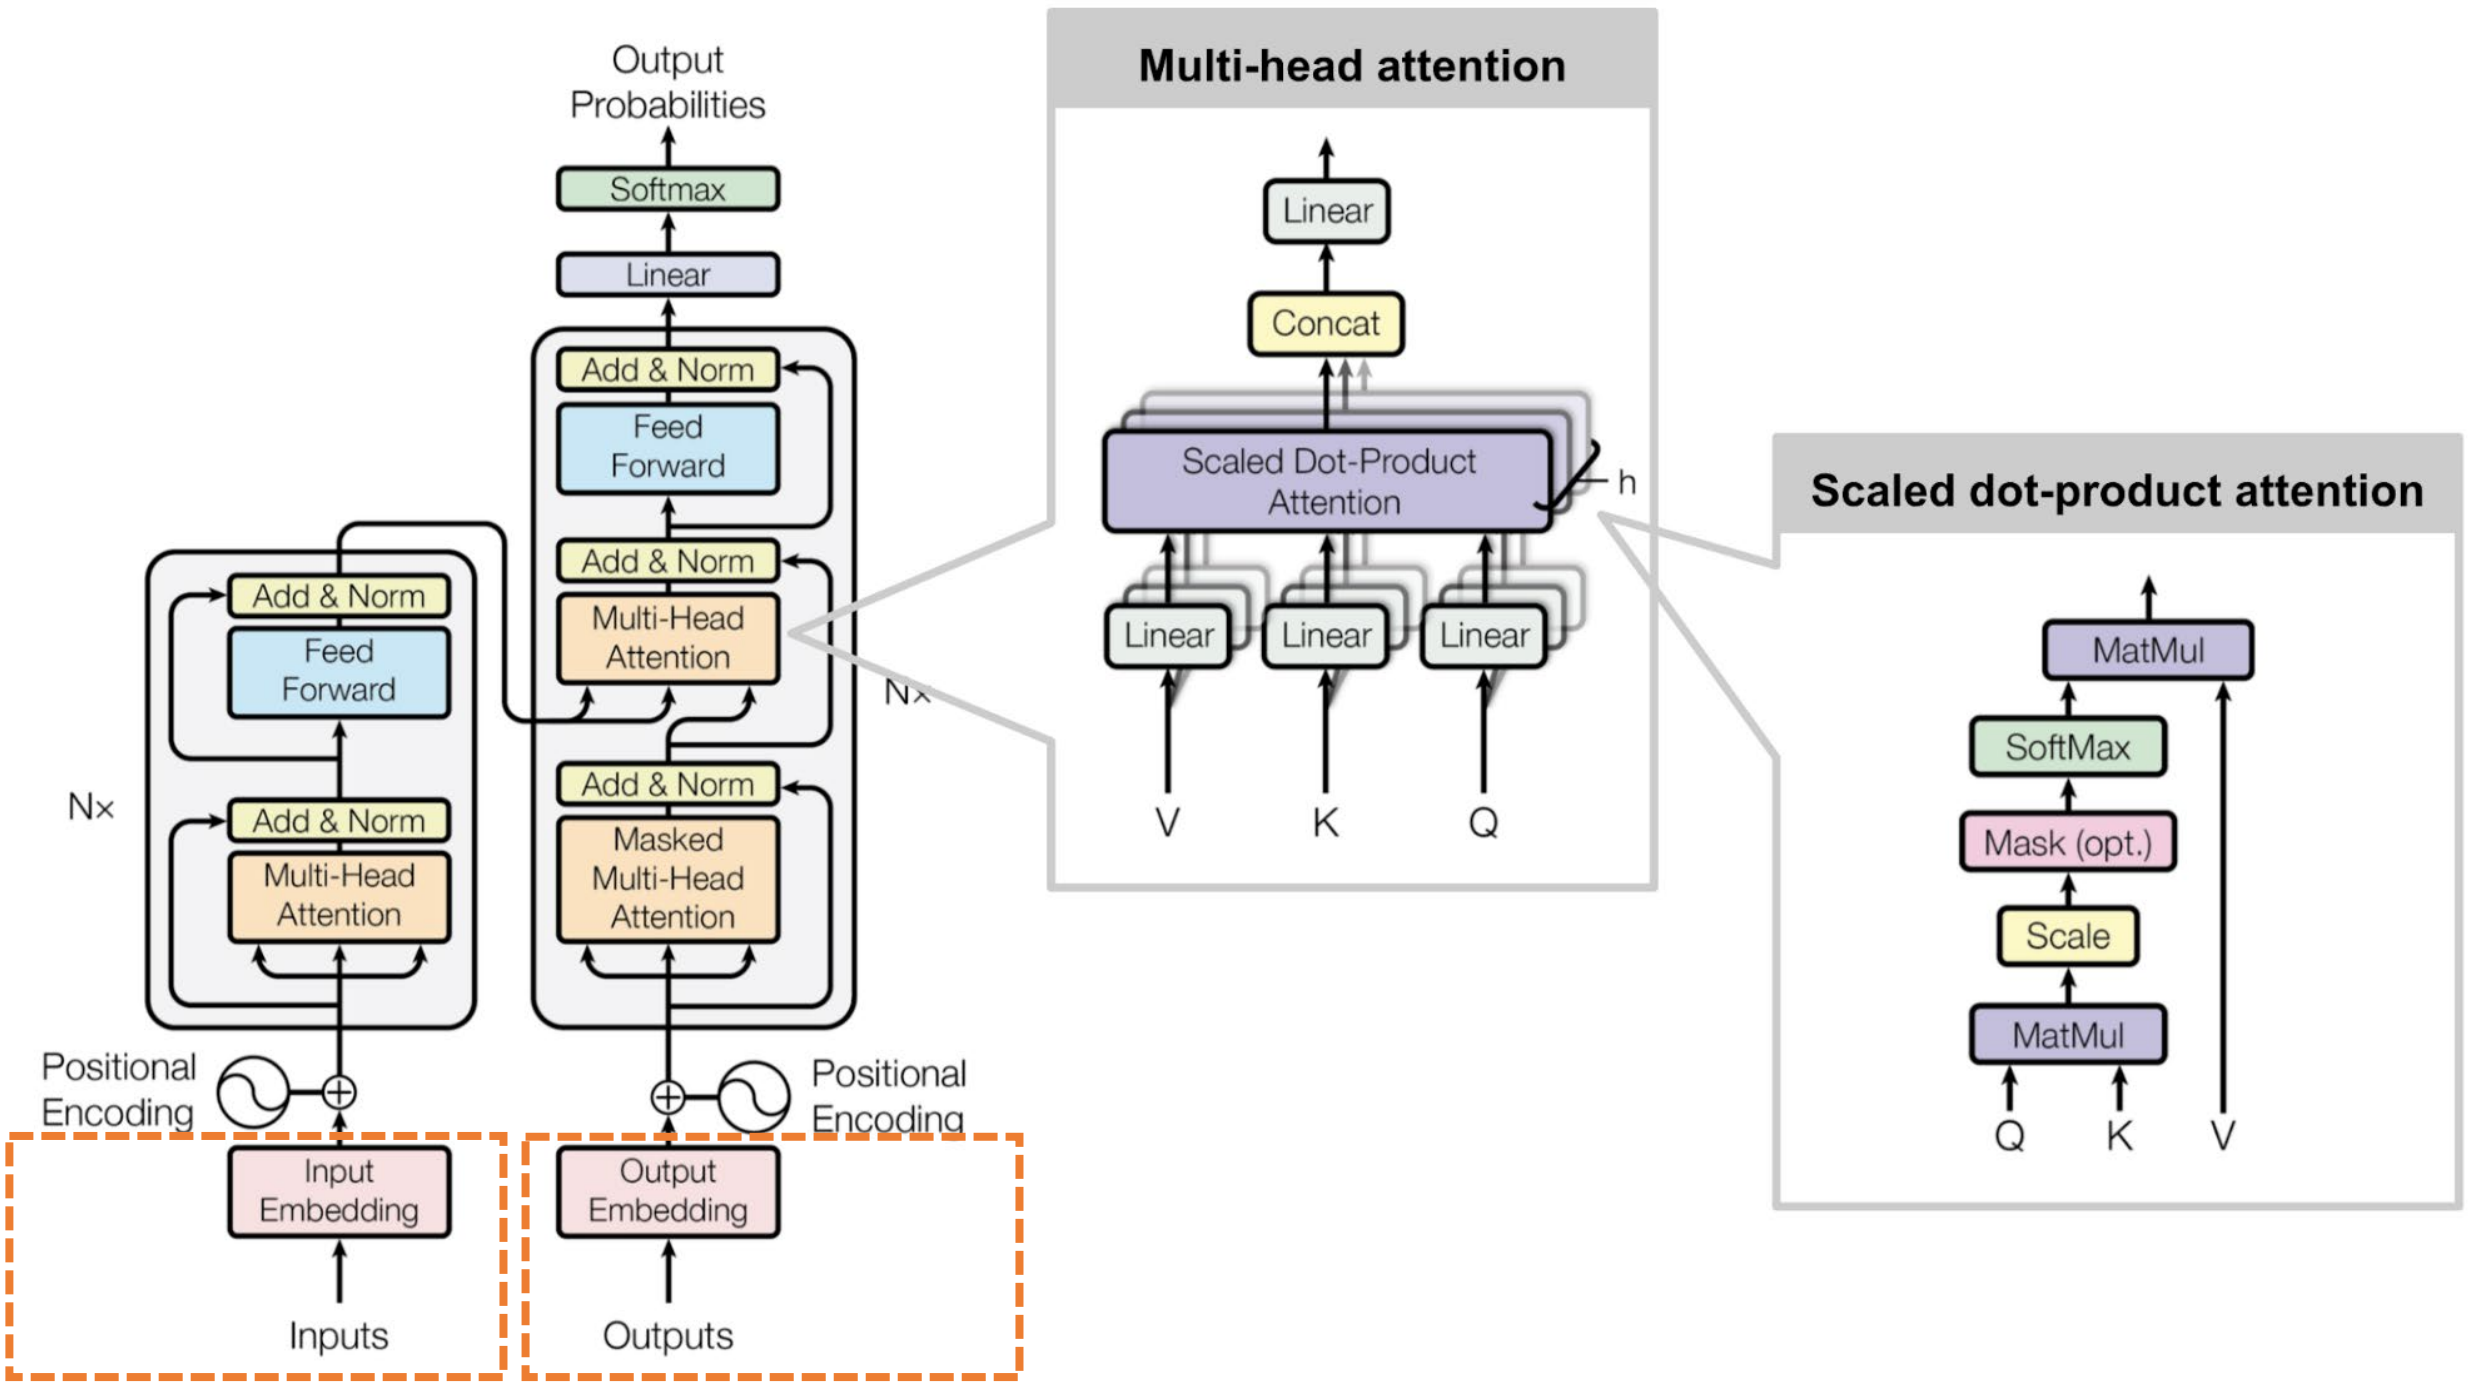 Output
Probabilities
Softmax
Linear
Add & Norm
Feed
Forward
Add & Norm
Multi-Head
Attention
Nx
Add & Norm
Masked
Multi-Head
Attention
Add & Norm
Feed
Forward
Nx
Add & Norm
Multi-Head
Attention
Positional
Encoding
Positional
Encoding
Input
Embedding
Output
Embedding
Inputs
Outputs
Multi-head attention
Linear
Concat
Scaled Dot-Product
Attention
h
Linear
Linear
Linear
V
K
Q
Scaled dot-product attention
MatMul
SoftMax
Mask (opt.)
Scale
MatMul
Q
K
V